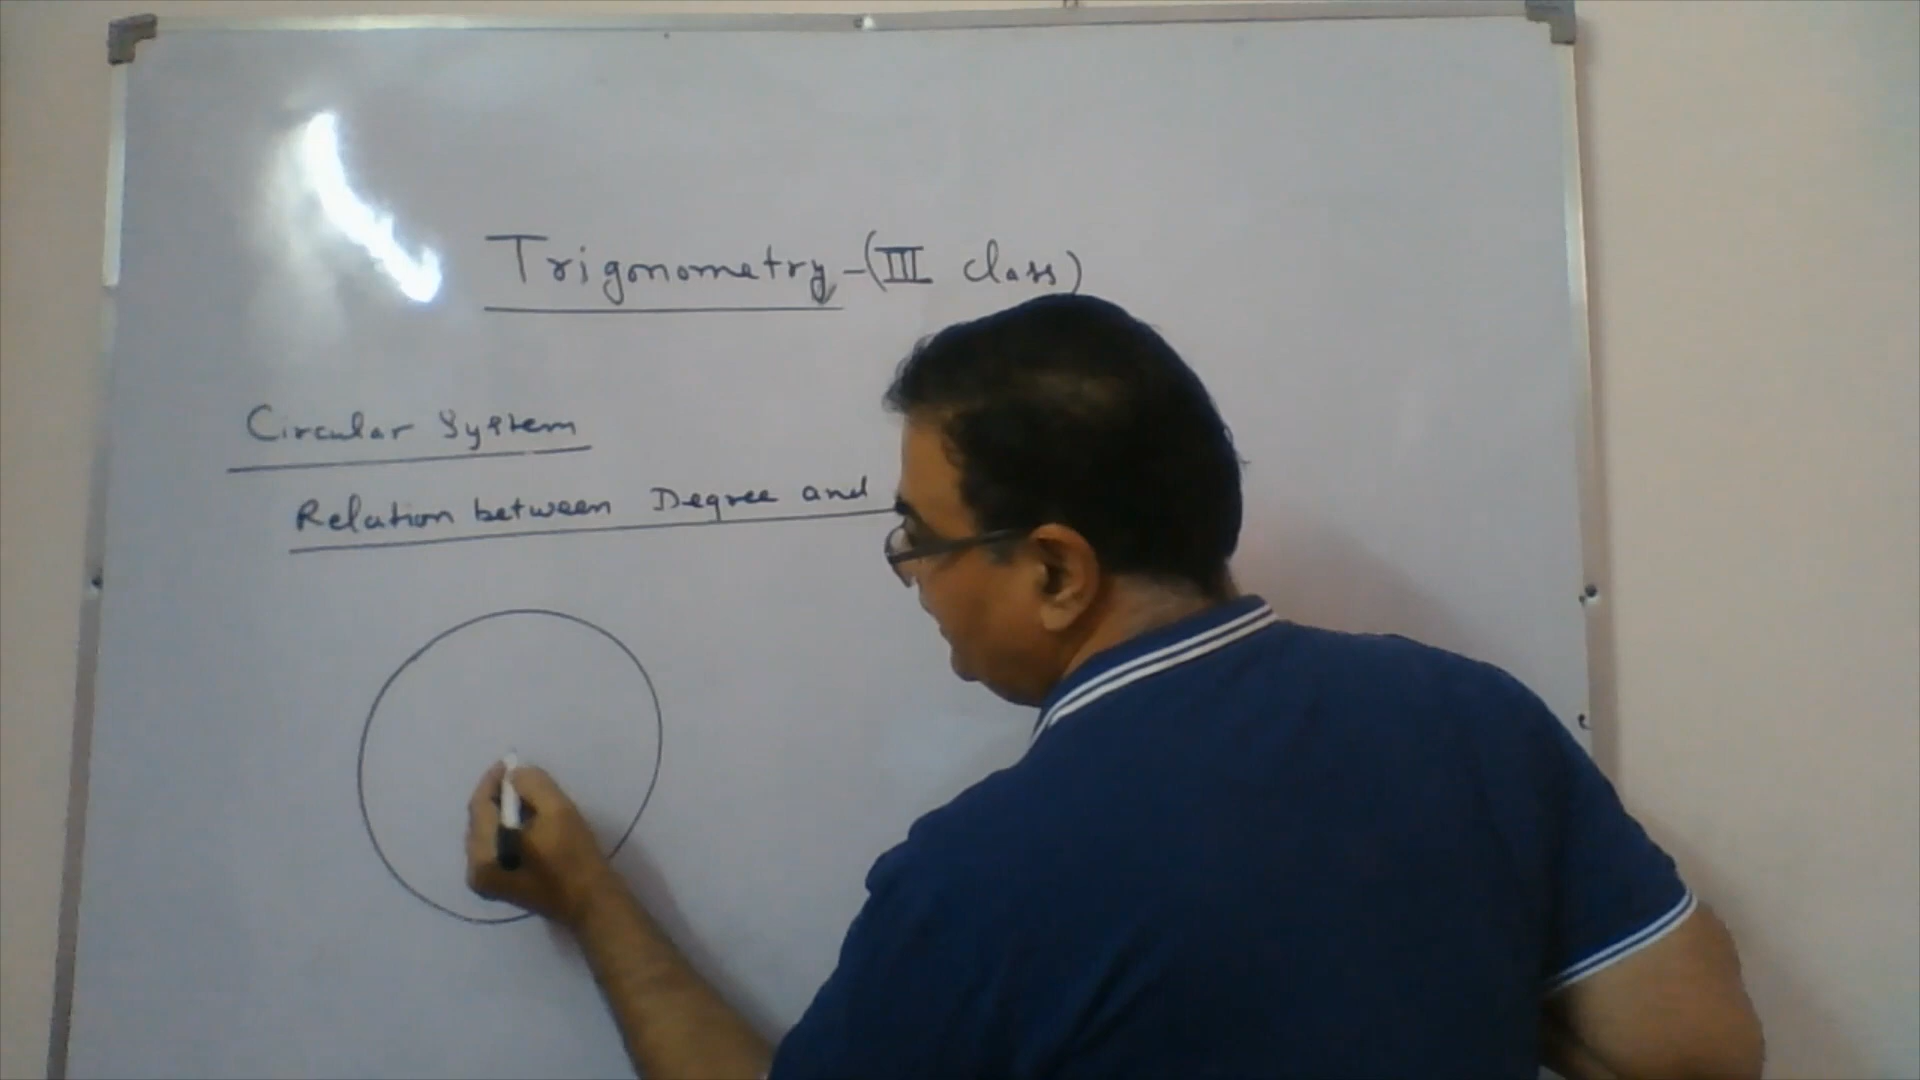 Trigonometry - (III class)
Circular System
Relation between Degree and